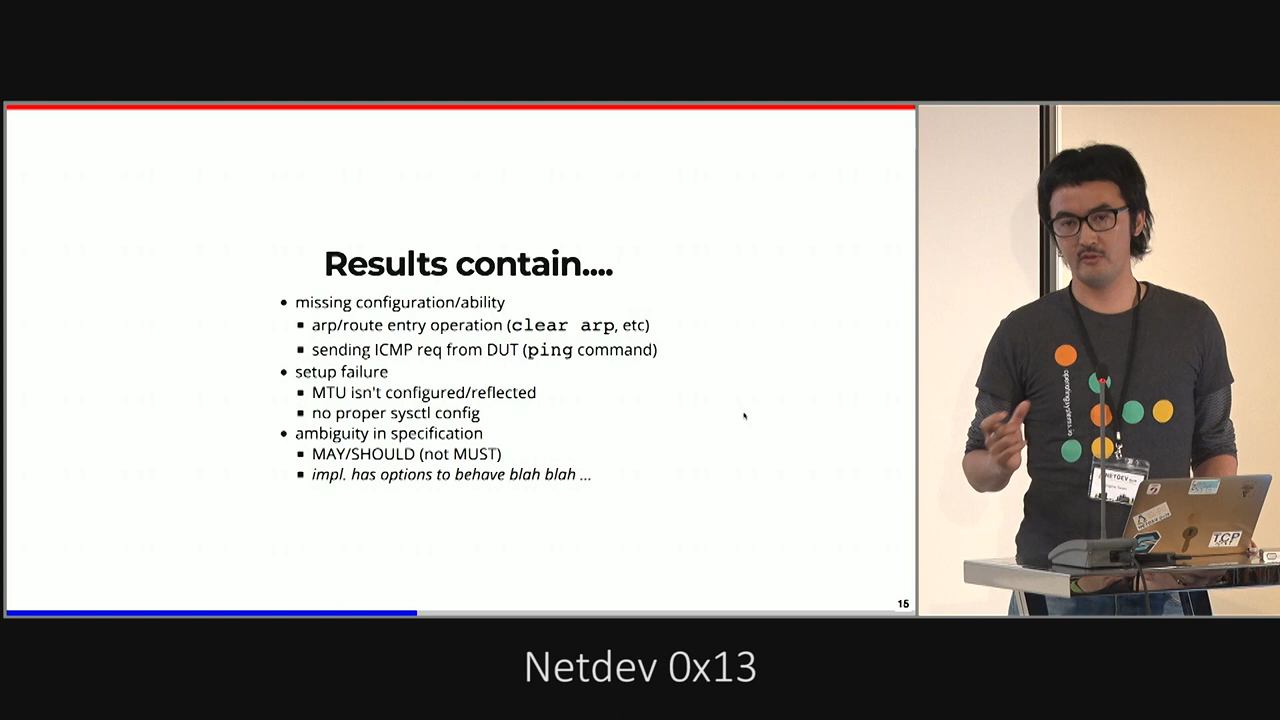 Results contain....
• missing configuration/ability
▪ arp/route entry operation (clear arp, etc)
▪ sending ICMP req from DUT (ping command)
• setup failure
▪ MTU isn't configured/reflected
▪ no proper sysctl config
• ambiguity in specification
▪ MAY/SHOULD (not MUST)
▪ impl. has options to behave blah blah ...
15
NETDEV
TCP
Netdev 0x13